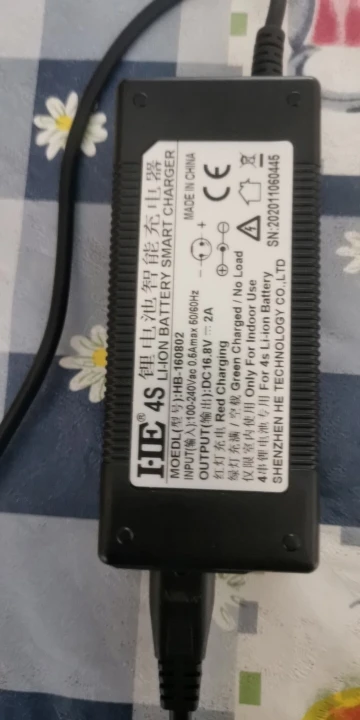 HE® 4S 锂电池智能充电器
LI-ION BATTERY SMART CHARGER
MOEDL(型号):HB-160802
MADE IN CHINA
INPUT(输入):100-240Vac 0.6Amax 50/60Hz
OUTPUT(输出):DC16.8V⎓2A
- +
+ -
CE
红灯充电 Red Charging
绿灯充满/空载 Green Charged / No Load
仅限室内使用 Only For Indoor Use
4串锂电池专用 For 4s Li-ion Battery
SN:202011060445
SHENZHEN HE TECHNOLOGY CO.,LTD